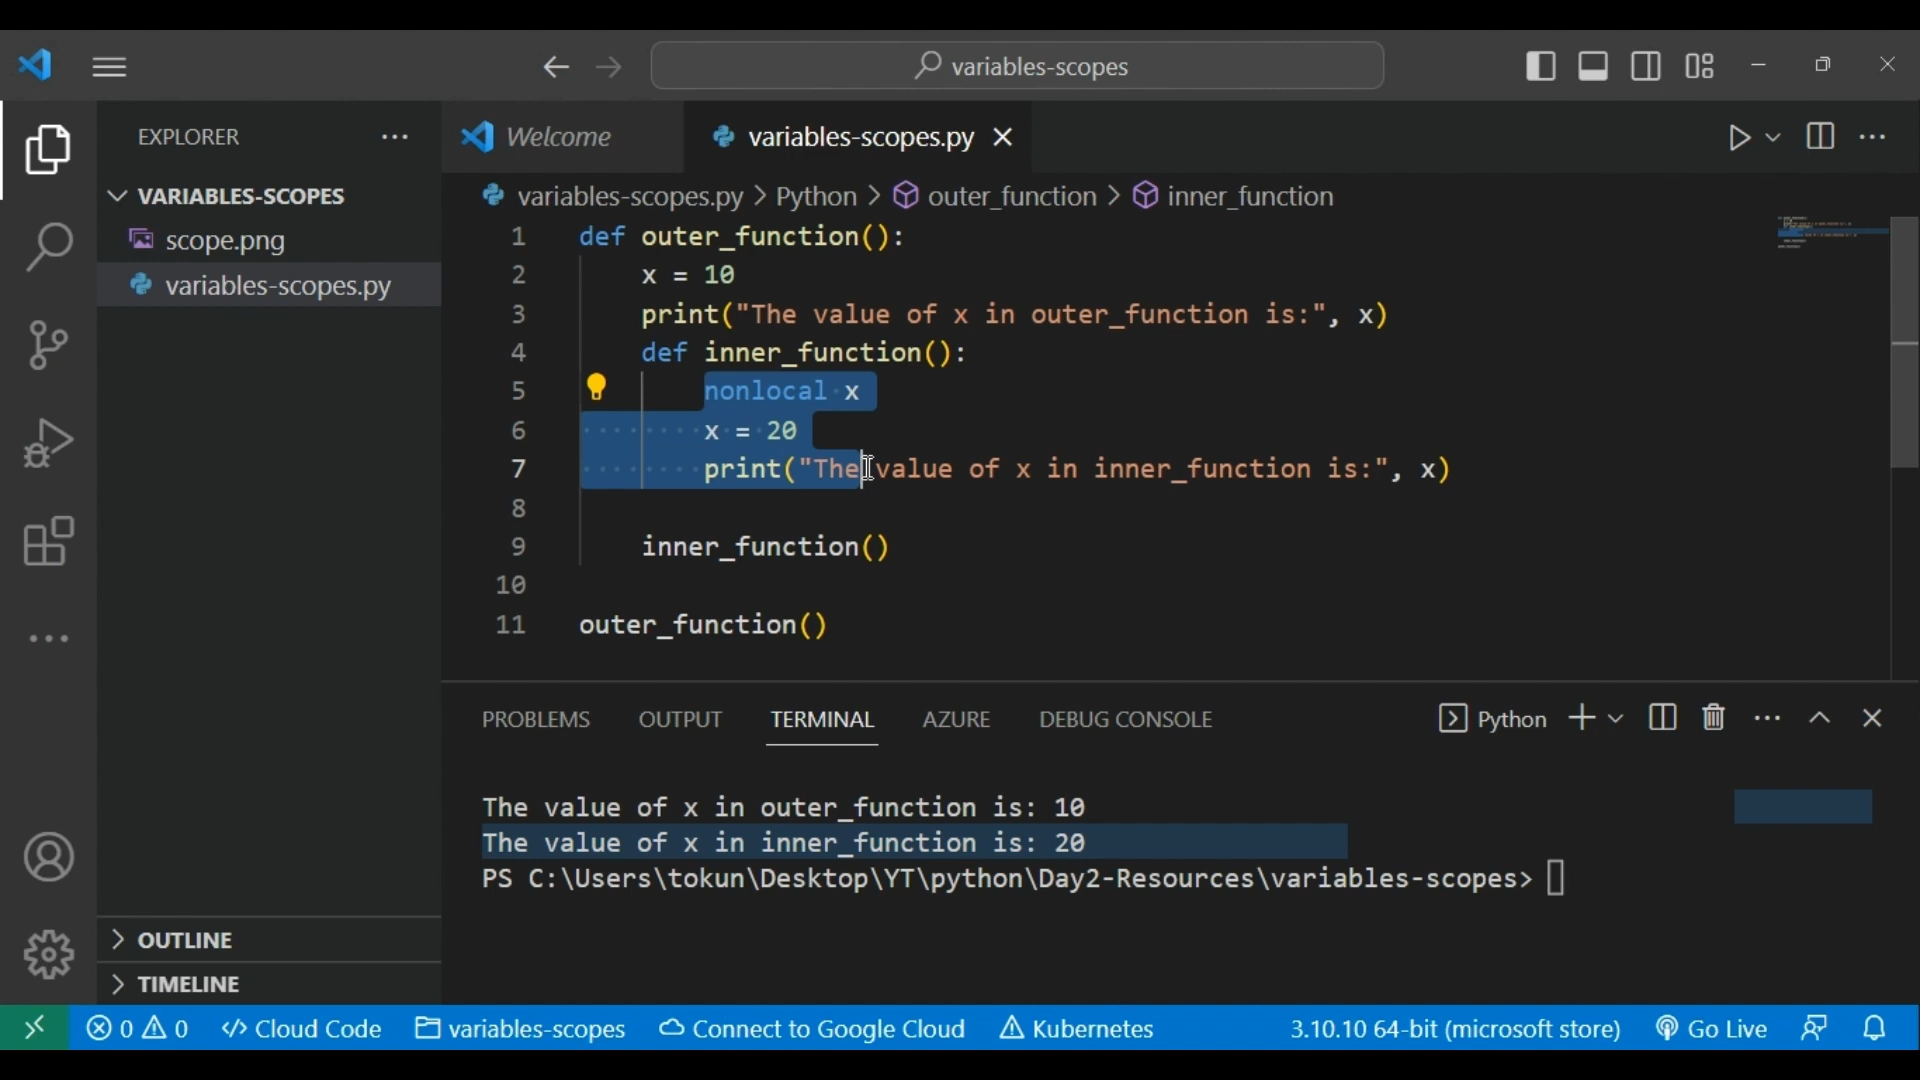 variables-scopes
EXPLORER
Welcome
variables-scopes.py
VARIABLES-SCOPES
scope.png
variables-scopes.py
variables-scopes.py > Python > outer_function > inner_function
1 def outer_function():
2 x = 10
3 print("The value of x in outer_function is:", x)
4 def inner_function():
5 nonlocal x
6 x = 20
7 print("The value of x in inner_function is:", x)
8
9 inner_function()
10
11 outer_function()
PROBLEMS OUTPUT TERMINAL AZURE DEBUG CONSOLE Python
The value of x in outer_function is: 10
The value of x in inner_function is: 20
PS C:\Users\tokun\Desktop\YT\python\Day2-Resources\variables-scopes>
OUTLINE
TIMELINE
0 0 Cloud Code variables-scopes Connect to Google Cloud Kubernetes 3.10.10 64-bit (microsoft store) Go Live